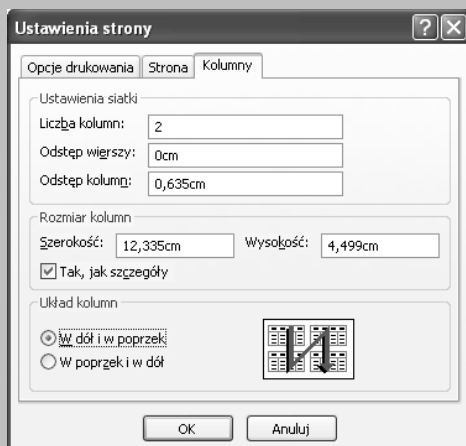 Ustawienia strony
Opcje drukowania Strona Kolumny
Ustawienia siatki
Liczba kolumn: 2
Odstęp wierszy: 0cm
Odstęp kolumn: 0,635cm
Rozmiar kolumn
Szerokość: 12,335cm Wysokość: 4,499cm
Tak, jak szczegóły
Układ kolumn
W dół i w poprzek
W poprzek i w dół
OK Anuluj